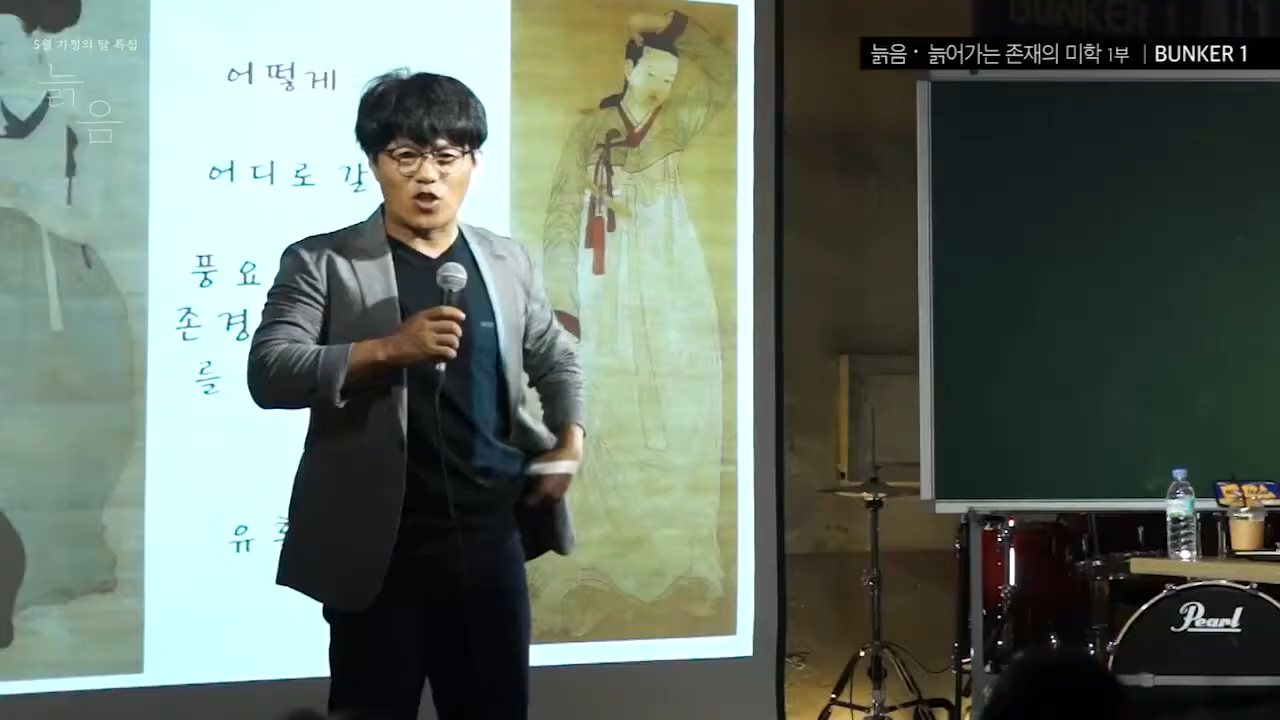 5월 가정의 달 특집
늙
음
늙음 · 늙어가는 존재의 미학 1부 | BUNKER 1
BUNKER 1
어떻게
어디로 갈
풍요
존경
를
유
Pearl